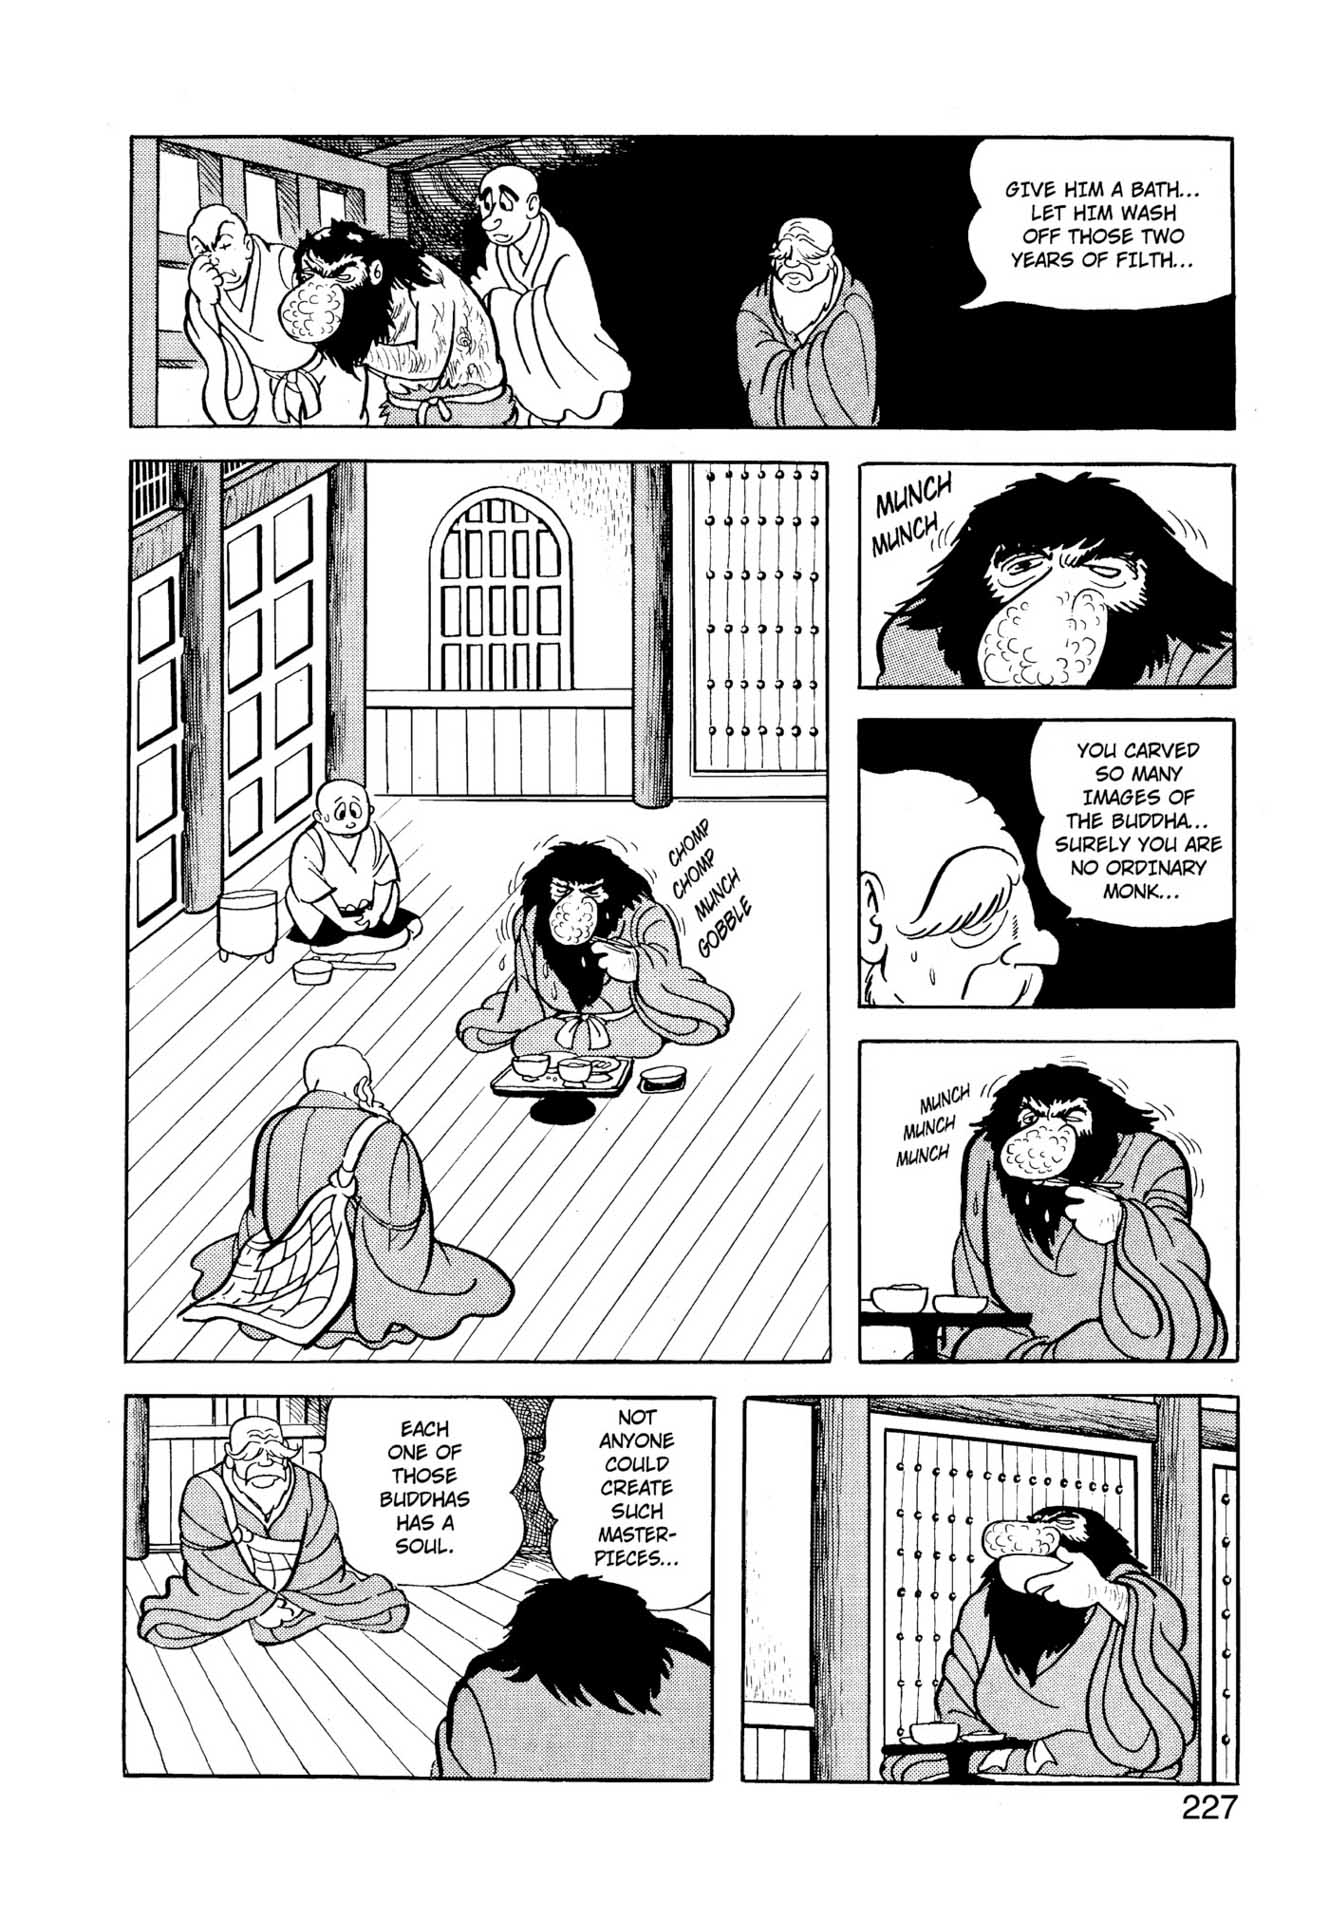 GIVE HIM A BATH...
LET HIM WASH
OFF THOSE TWO
YEARS OF FILTH...
CHOMP
CHOMP
MUNCH
GOBBLE
MUNCH
MUNCH
YOU CARVED
SO MANY
IMAGES OF
THE BUDDHA...
SURELY YOU ARE
NO ORDINARY
MONK...
MUNCH
MUNCH
MUNCH
EACH
ONE OF
THOSE
BUDDHAS
HAS A
SOUL.
NOT
ANYONE
COULD
CREATE
SUCH
MASTER-
PIECES...
227